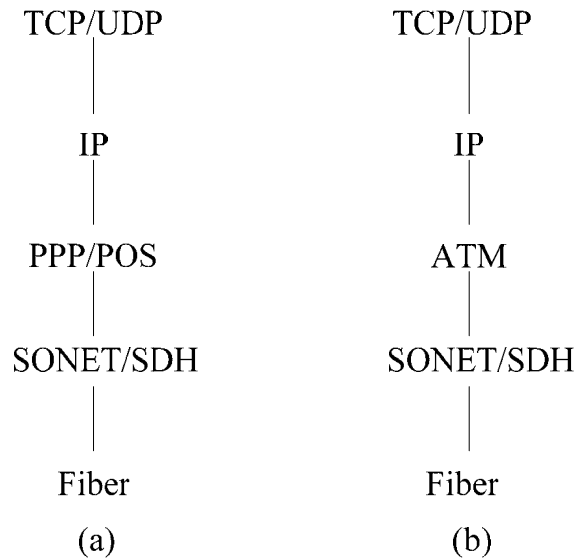 TCP/UDP
IP
PPP/POS
SONET/SDH
Fiber
(a)
TCP/UDP
IP
ATM
SONET/SDH
Fiber
(b)